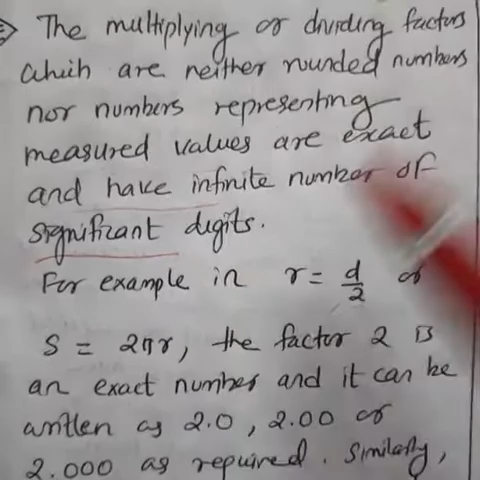 The multiplying or dividing factors
which are neither rounded numbers
nor numbers representing
measured values are exact
and have infinite number of
significant digits.
For example in r = d/2 or
S = 2πr, the factor 2 is
an exact number and it can be
written as 2.0, 2.00 or
2.000 as required. Similarly,